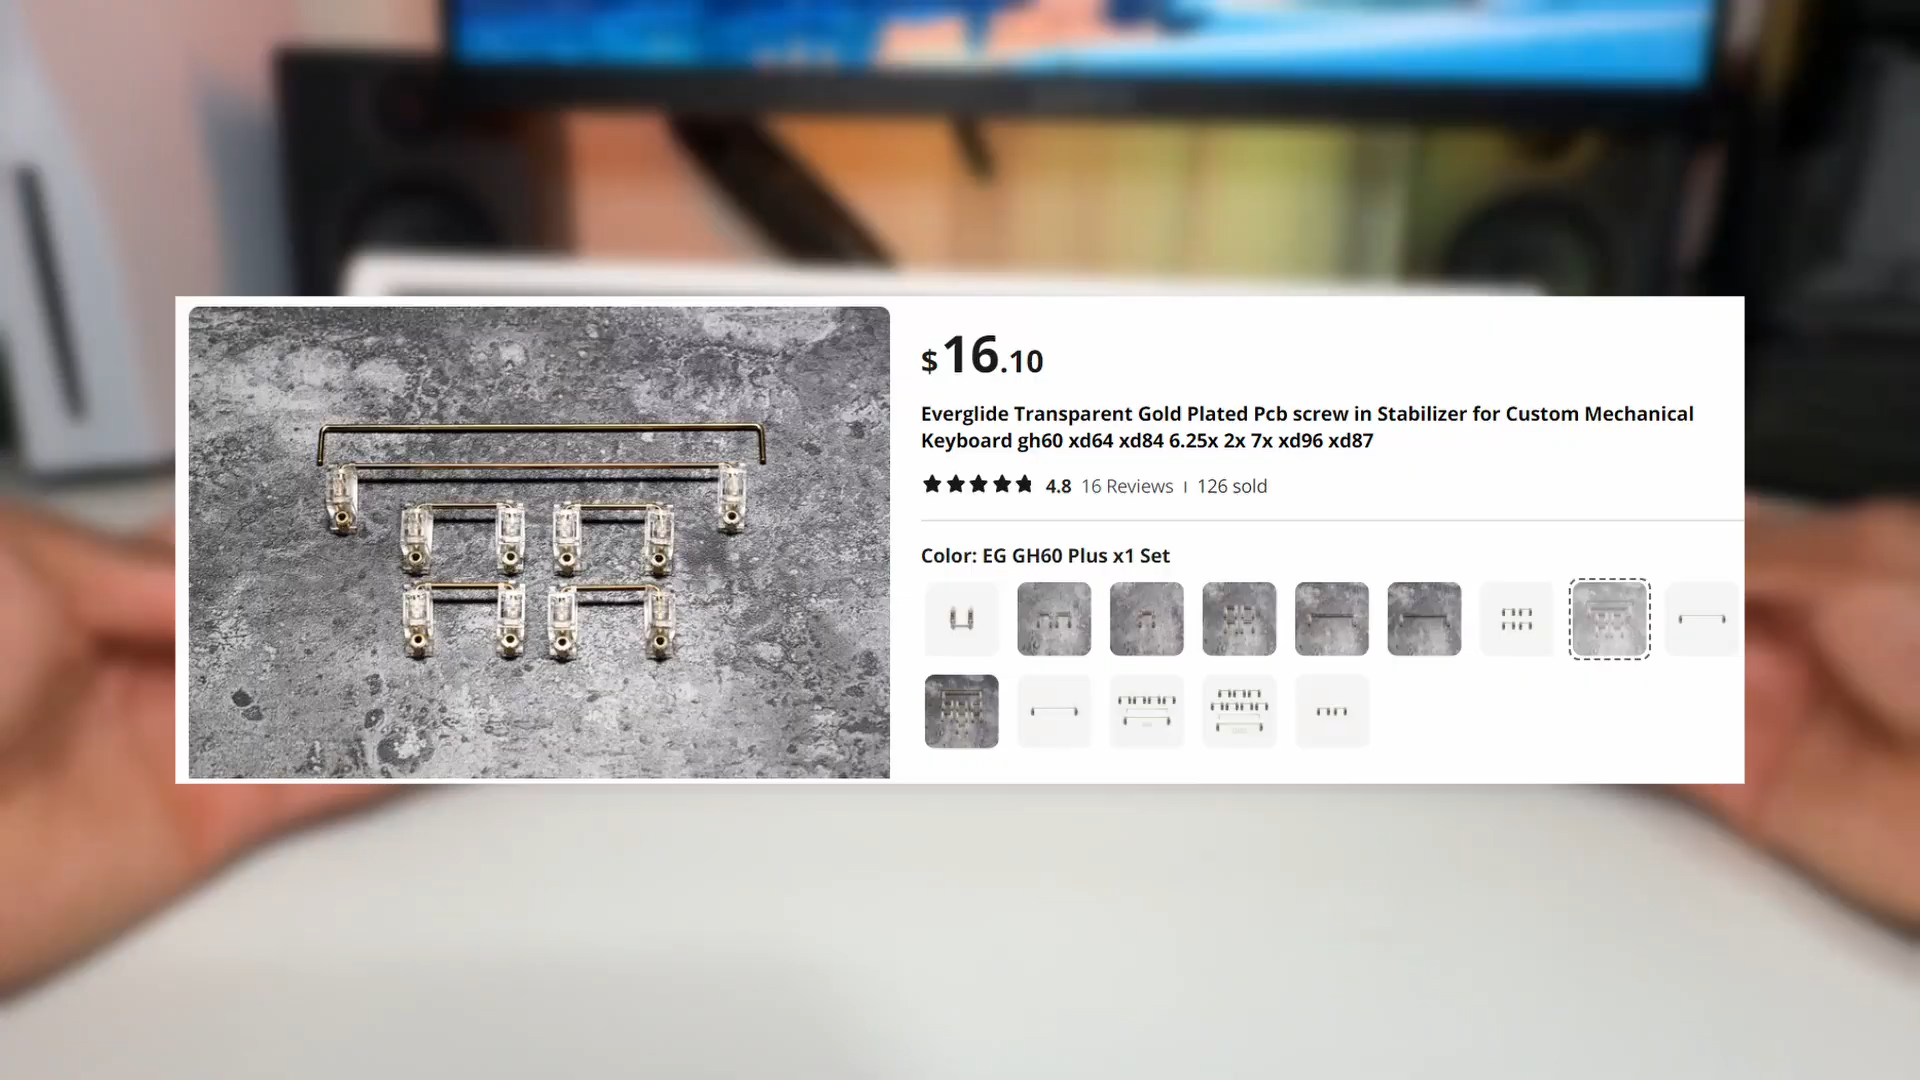 $16.10
Everglide Transparent Gold Plated Pcb screw in Stabilizer for Custom Mechanical
Keyboard gh60 xd64 xd84 6.25x 2x 7x xd96 xd87
4.8 16 Reviews | 126 sold
Color: EG GH60 Plus x1 Set